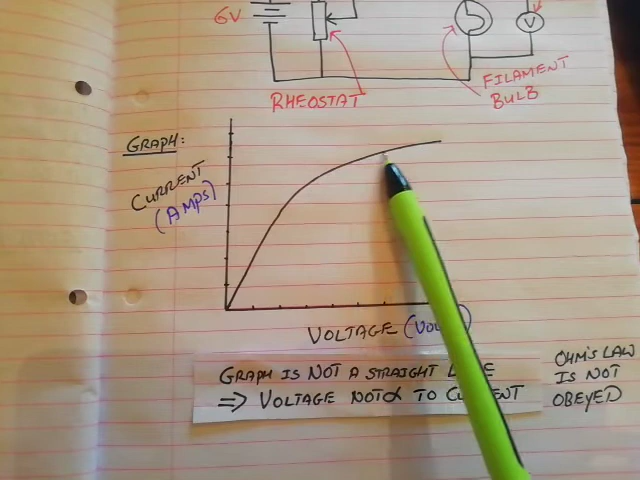 6V
RHEOSTAT
FILAMENT
BULB
V
GRAPH:
CURRENT
(AMPS)
VOLTAGE
GRAPH IS NOT A STRAIGHT
⇒ VOLTAGE NOT ∝ TO
OHM'S LAW
IS NOT
OBEYED